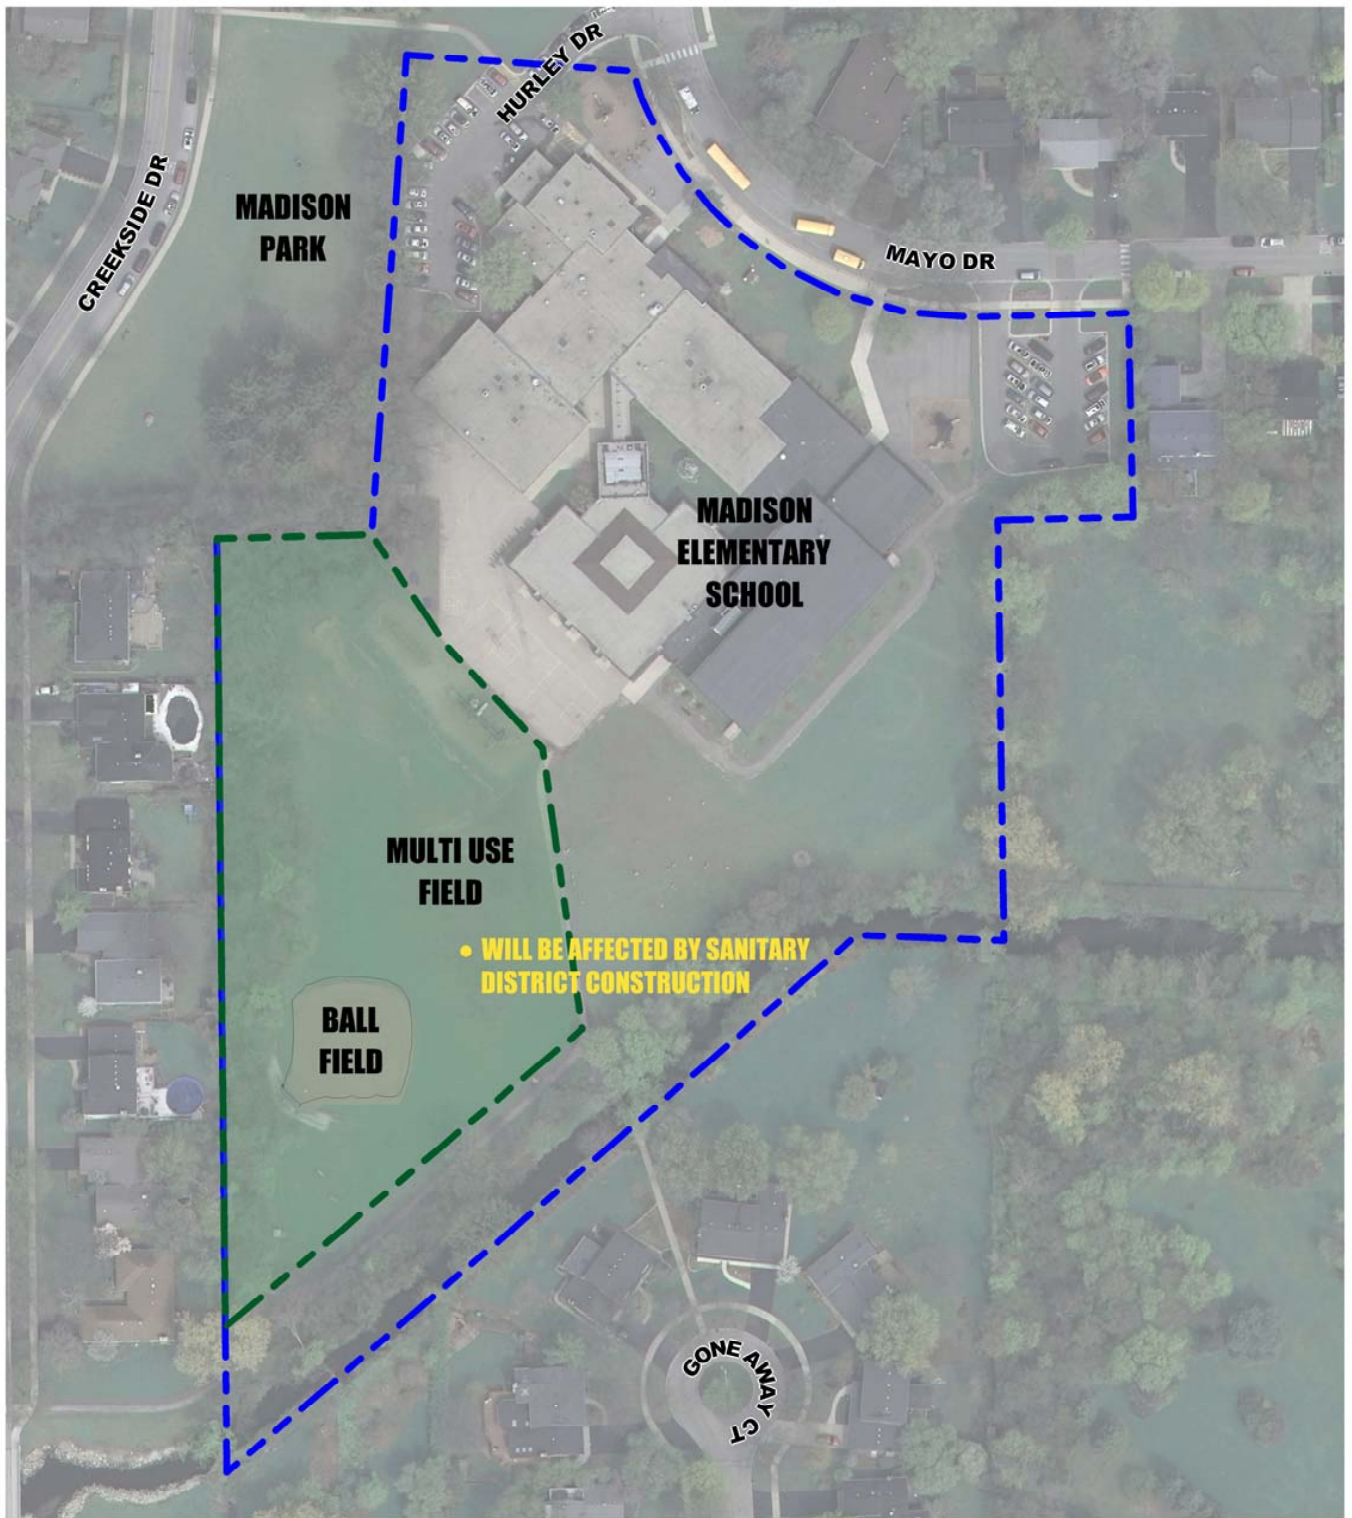 HURLEY DR
CREEKSIDE DR
MADISON
PARK
MAYO DR
MADISON
ELEMENTARY
SCHOOL
MULTI USE
FIELD
• WILL BE AFFECTED BY SANITARY
DISTRICT CONSTRUCTION
BALL
FIELD
GONE AWAY CT